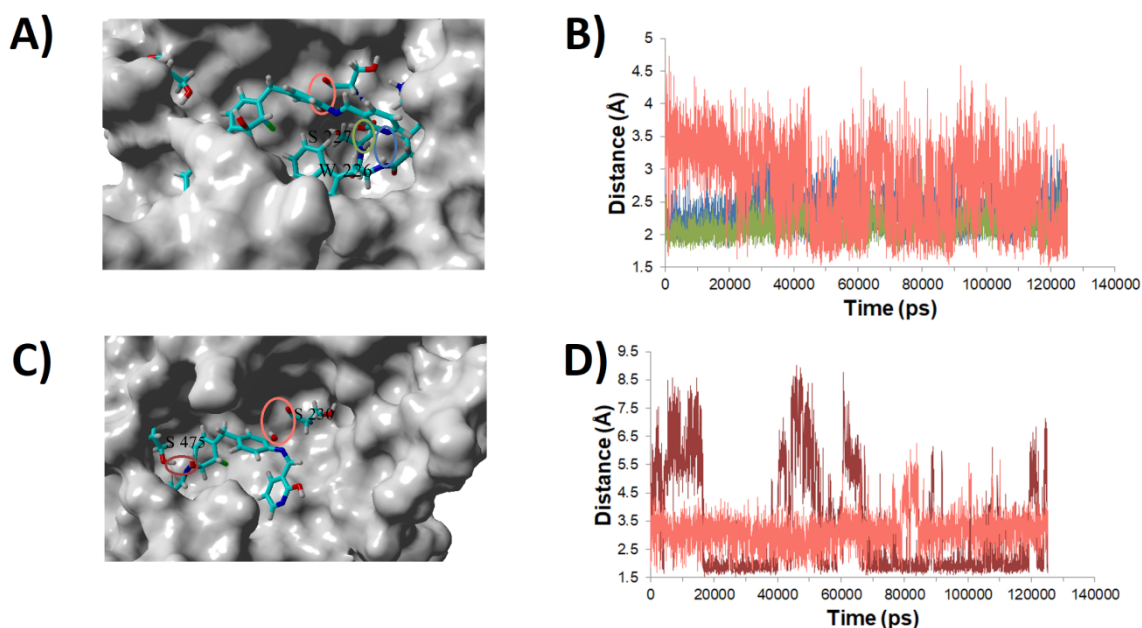 A)
S 227
W 226
B)
Distance (Å)
5
4.5
4
3.5
3
2.5
2
1.5
0 20000 40000 60000 80000 100000 120000 140000
Time (ps)
C)
S 230
S 475
D)
Distance (Å)
9.5
8.5
7.5
6.5
5.5
4.5
3.5
2.5
1.5
0 20000 40000 60000 80000 100000 120000 140000
Time (ps)